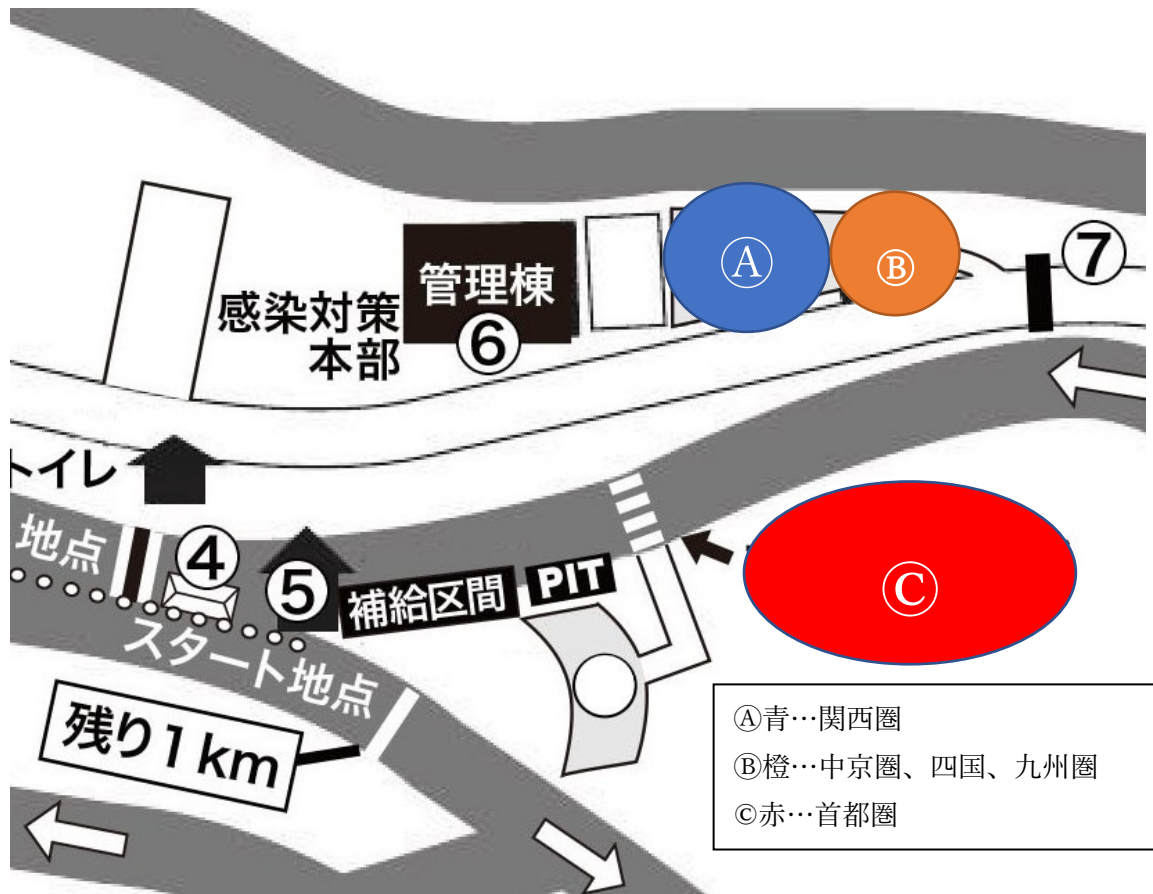 Ⓐ
Ⓑ
⑦
管理棟
⑥
感染対策
本部
トイレ
地点
④
⑤
補給区間
PIT
スタート地点
Ⓒ
残り1km
Ⓐ青…関西圏
Ⓑ橙…中京圏、四国、九州圏
Ⓒ赤…首都圏